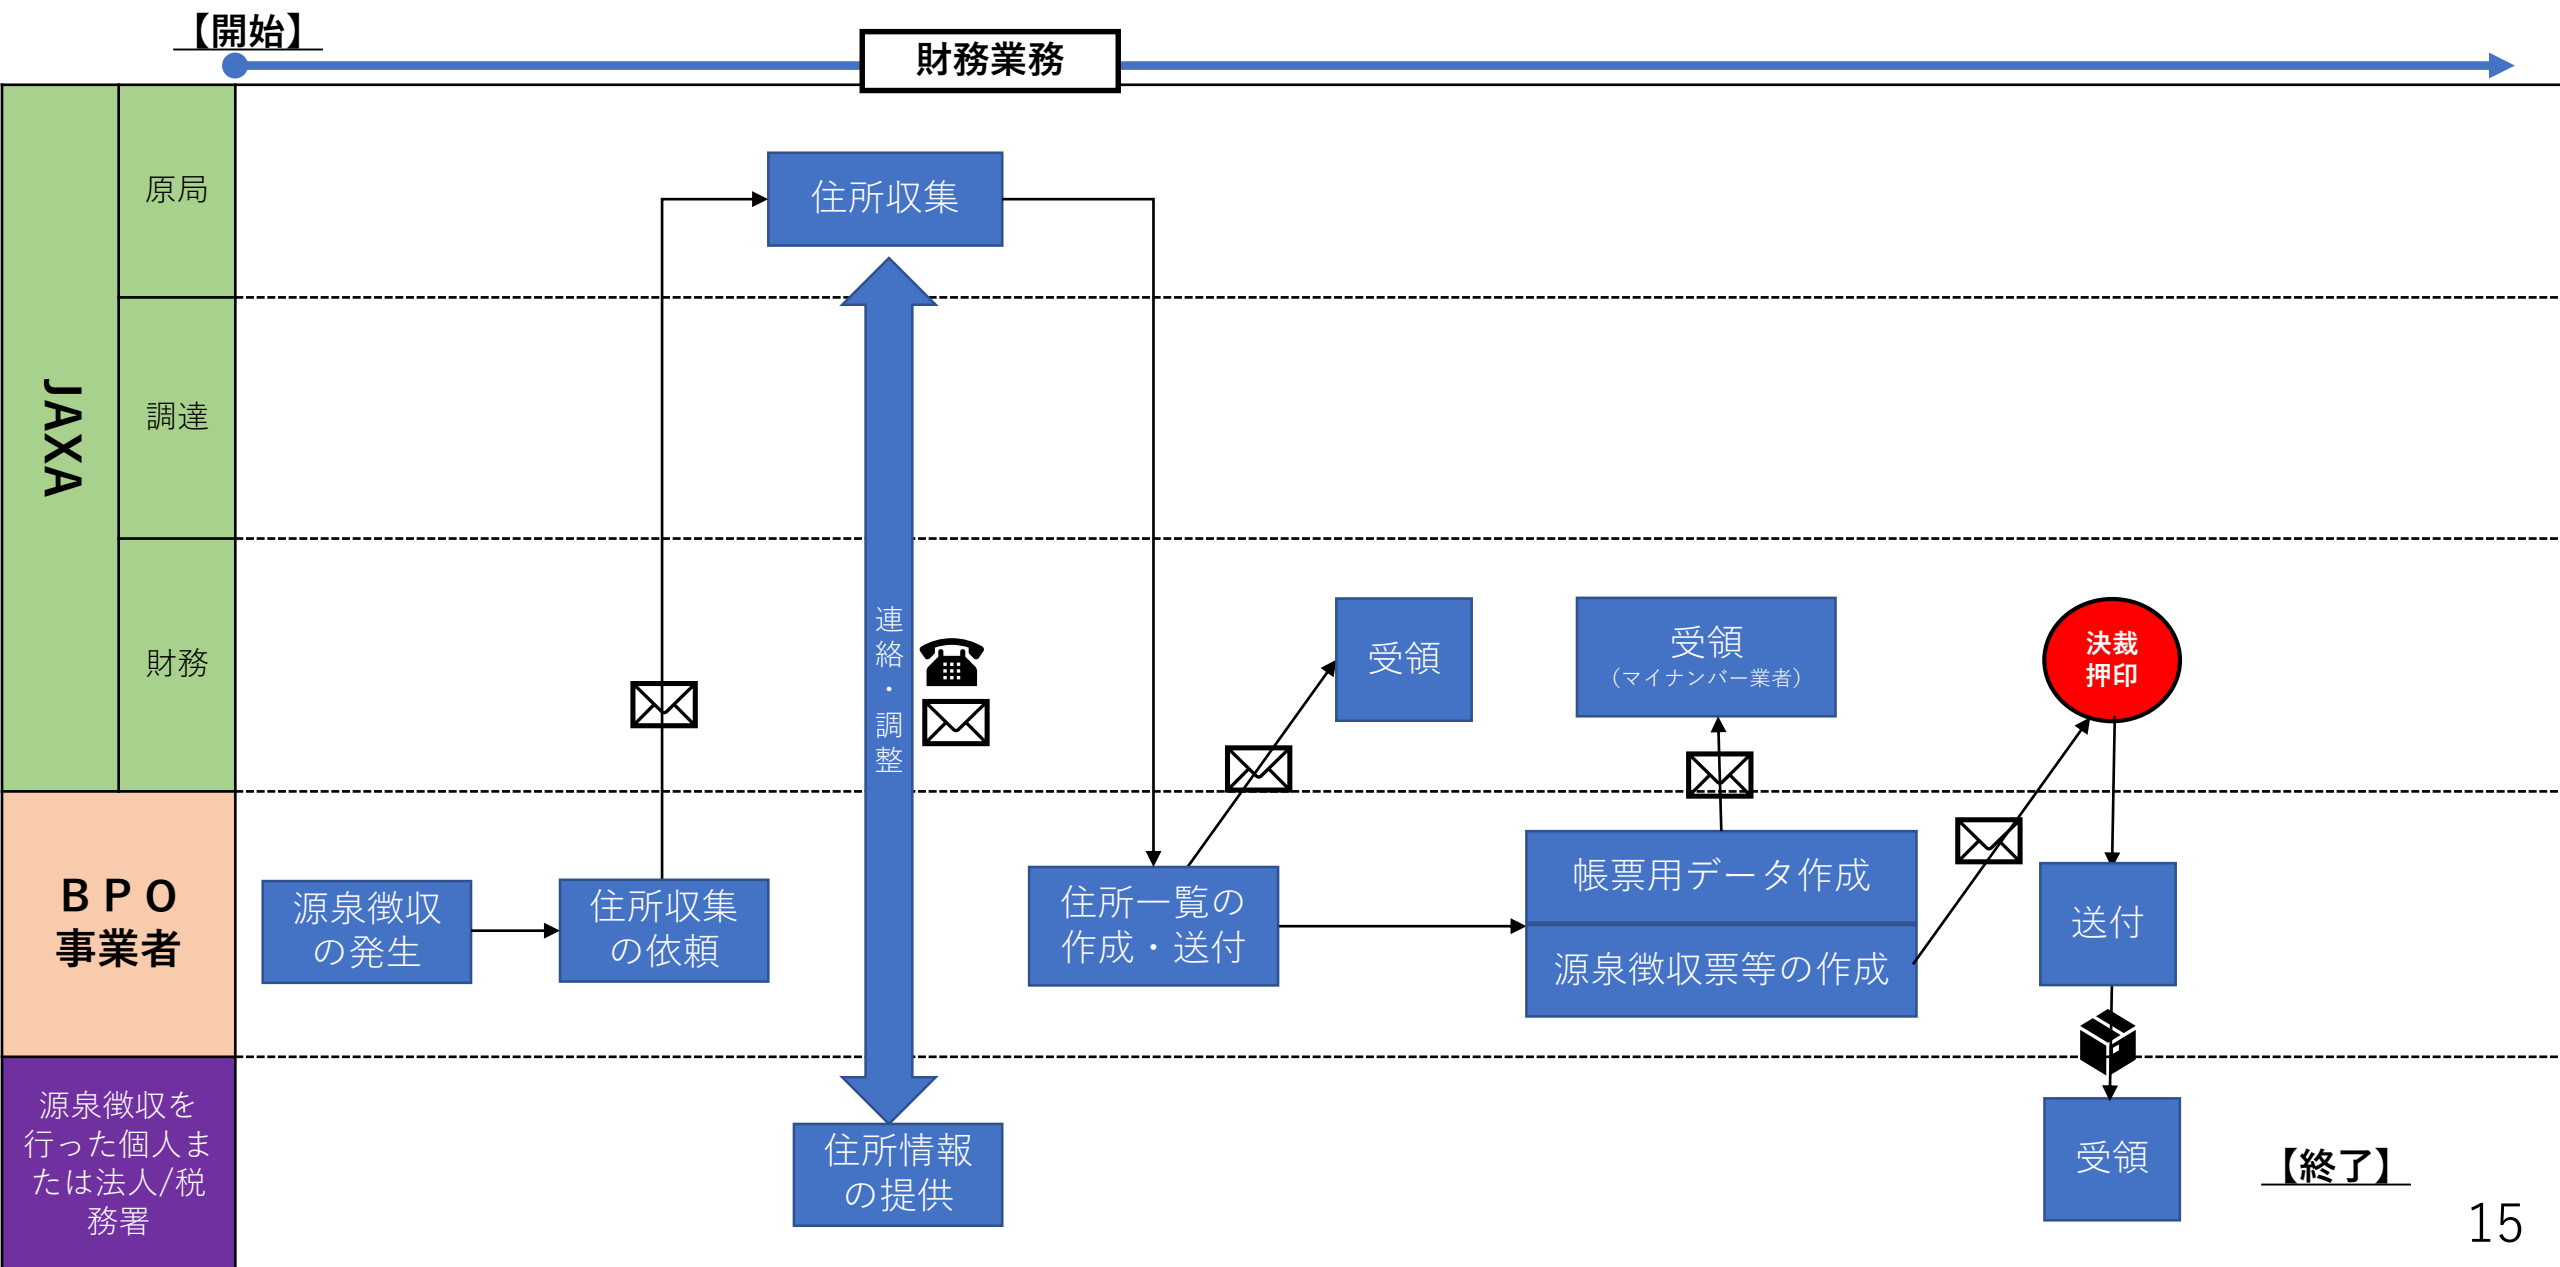 【開始】
財務業務
JAXA
原局
調達
財務
BPO
事業者
源泉徴収を
行った個人ま
たは法人/税
務署
源泉徴収
の発生
住所収集
の依頼
住所収集
連絡・調整
住所情報
の提供
住所一覧の
作成・送付
受領
帳票用データ作成
源泉徴収票等の作成
受領
（マイナンバー業者）
決裁
押印
送付
受領
【終了】
15